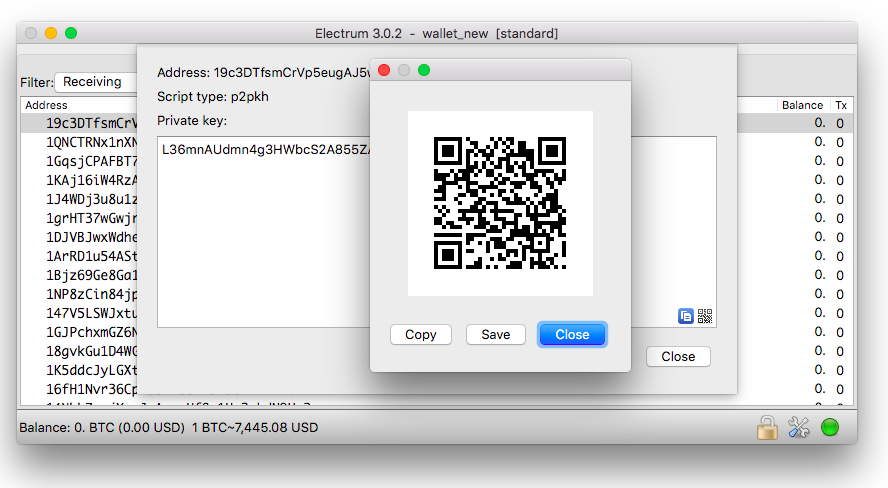 Electrum 3.0.2 - wallet_new [standard]
Address: 19c3DTfsmCrVp5eugAJ5
Script type: p2pkh
Private key:
L36mnAUdmn4g3HWbcS2A855Z
Filter: Receiving
Address Balance Tx
19c3DTfsmCrV 0. 0
1QNCTRNx1nXN 0. 0
1GqsjCPAFBT7 0. 0
1KAj16iW4RzA 0. 0
1J4WDj3u8u1z 0. 0
1grHT37wGwjr 0. 0
1DJVBJwxWdhe 0. 0
1ArRD1u54ASt 0. 0
1Bjz69Ge8Ga1 0. 0
1NP8zCin84jp 0. 0
147V5LSWJxtu 0. 0
1GJPchxmGZ6N 0. 0
18gvkGu1D4WG 0. 0
1K5ddcJyLGXt 0. 0
16fH1Nvr36Cp 0. 0
Copy Save Close
Close
Balance: 0. BTC (0.00 USD) 1 BTC~7,445.08 USD